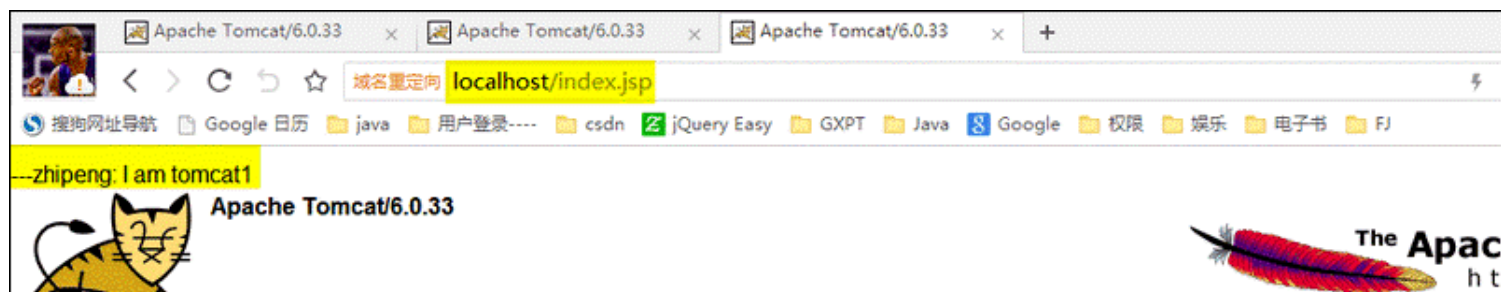 Apache Tomcat/6.0.33 Apache Tomcat/6.0.33 Apache Tomcat/6.0.33
域名重定向 localhost/index.jsp
搜狗网址导航 Google 日历 java 用户登录---- csdn jQuery Easy GXPT Java Google 权限 娱乐 电子书 FJ
---zhipeng: I am tomcat1
Apache Tomcat/6.0.33
The Apac
ht